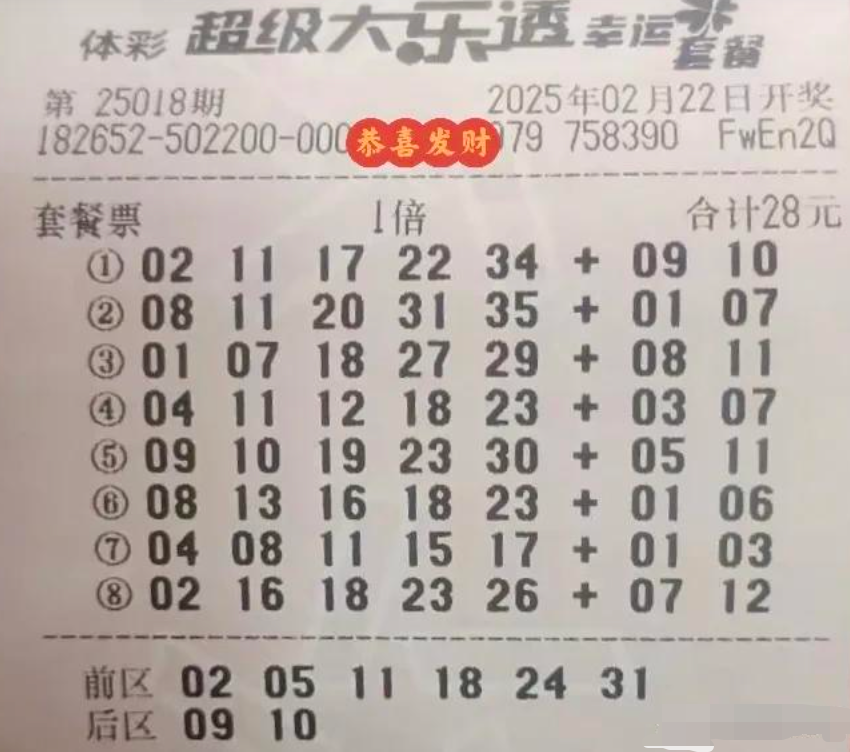 体彩 超级大乐透 幸运套餐
第 25018期 2025年02月22日开奖
182652-502200-000 恭喜发财 079 758390 FwEn2Q
套餐票 1倍 合计28元
① 02 11 17 22 34 + 09 10
② 08 11 20 31 35 + 01 07
③ 01 07 18 27 29 + 08 11
④ 04 11 12 18 23 + 03 07
⑤ 09 10 19 23 30 + 05 11
⑥ 08 13 16 18 23 + 01 06
⑦ 04 08 11 15 17 + 01 03
⑧ 02 16 18 23 26 + 07 12
前区 02 05 11 18 24 31
后区 09 10